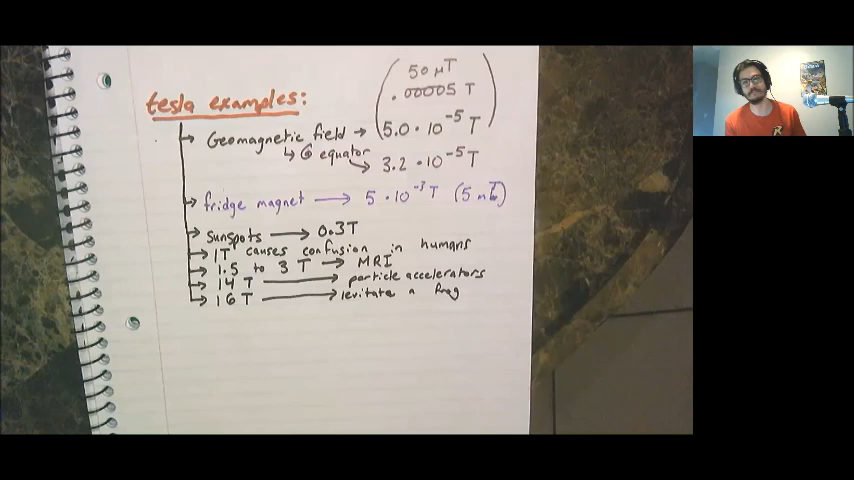 50 μT
.00005 T
tesla examples:
Geomagnetic field → 5.0 · 10⁻⁵ T
↳ @ equator → 3.2 · 10⁻⁵ T
fridge magnet → 5 · 10⁻³ T (5 mT)
Sunspots → 0.3T
1T causes confusion in humans
1.5 to 3 T → MRI
14 T → particle accelerators
16 T → levitate a frog